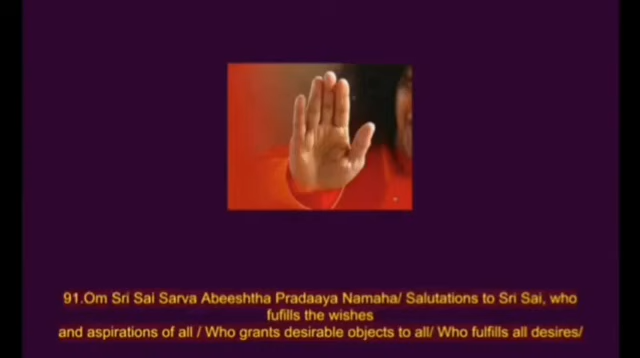 91.Om Sri Sai Sarva Abeeshtha Pradaaya Namaha/ Salutations to Sri Sai, who
fufills the wishes
and aspirations of all / Who grants desirable objects to all/ Who fulfills all desires/